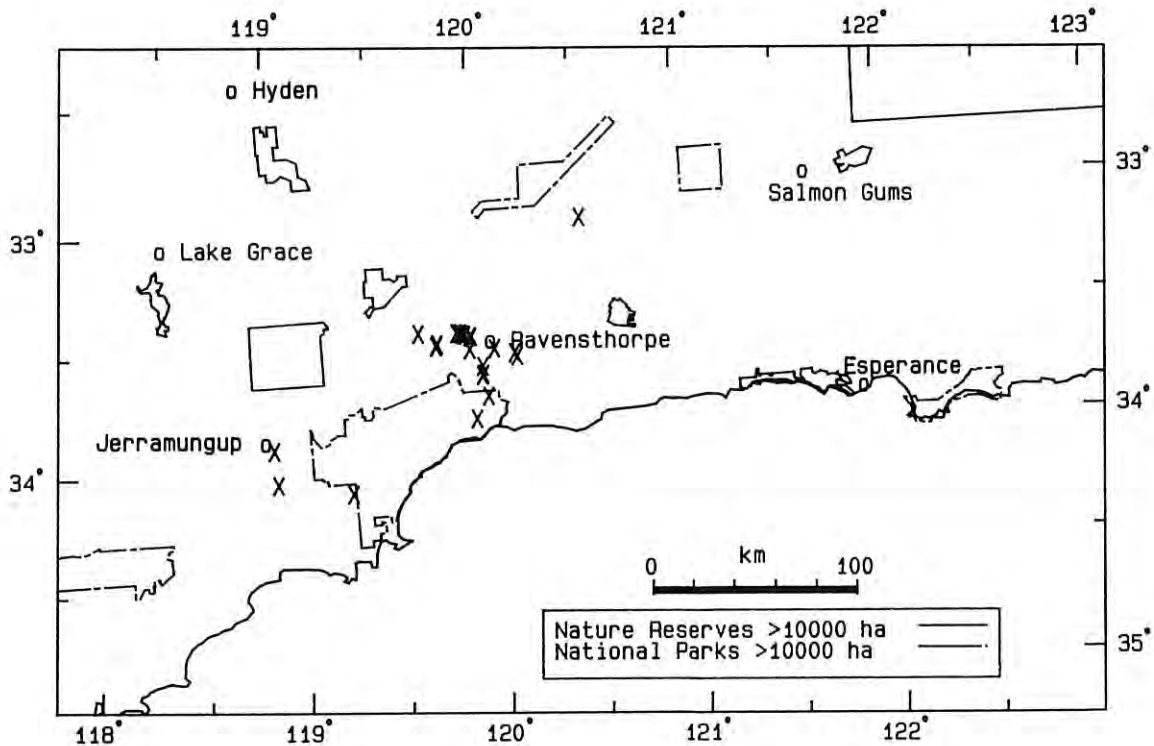 119° 120° 121° 122° 123°
Hyden
33°
Salmon Gums
33°
Lake Grace
Ravensthorpe
Esperance
34°
Jerramungup
34°
km
0 100
Nature Reserves >10000 ha
National Parks >10000 ha
35°
118° 119° 120° 121° 122°